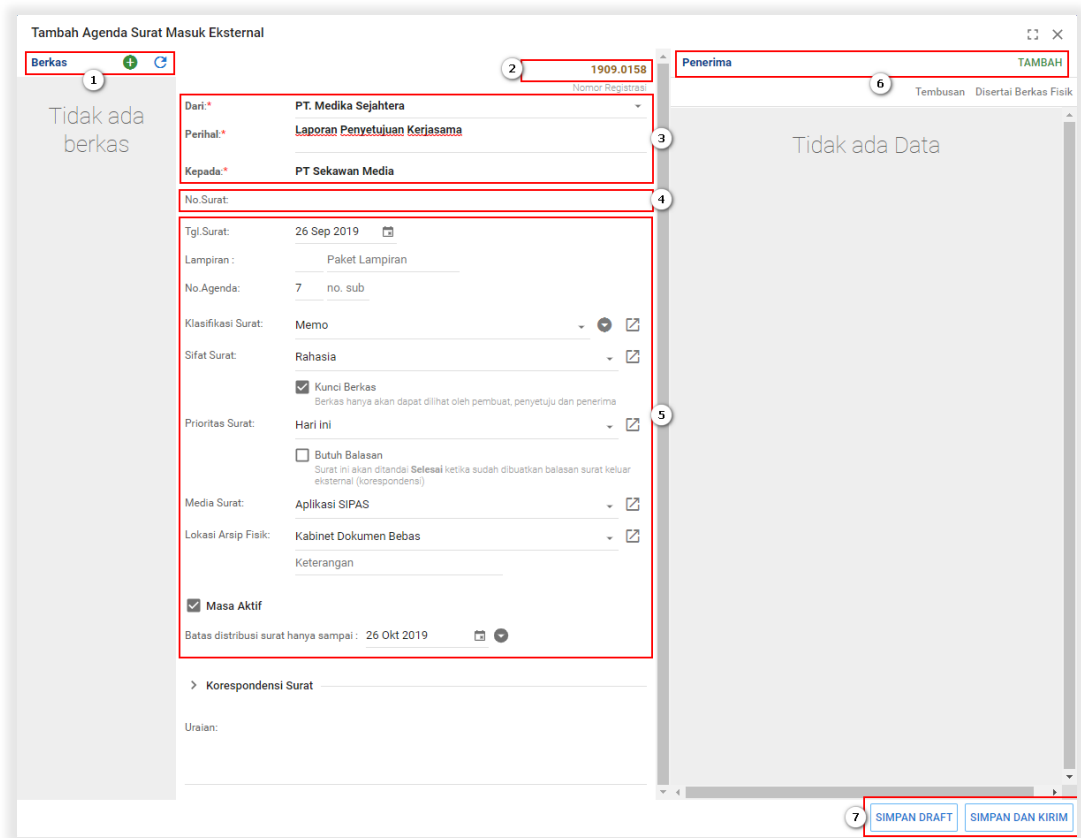 Tambah Agenda Surat Masuk Eksternal
Berkas
1
Tidak ada
berkas
2
1909.0158
Nomor Registrasi
Dari:* PT. Medika Sejahtera
Perihal:* Laporan Penyetujuan Kerjasama
3
Kepada:* PT Sekawan Media
No.Surat:
4
Tgl.Surat: 26 Sep 2019
Lampiran : Paket Lampiran
No.Agenda: 7 no. sub
Klasifikasi Surat: Memo
Sifat Surat: Rahasia
Kunci Berkas
Berkas hanya akan dapat dilihat oleh pembuat, penyetuju dan penerima
5
Prioritas Surat: Hari ini
Butuh Balasan
Surat ini akan ditandai Selesai ketika sudah dibuatkan balasan surat keluar
eksternal (korespondensi)
Media Surat: Aplikasi SIPAS
Lokasi Arsip Fisik: Kabinet Dokumen Bebas
Keterangan
Masa Aktif
Batas distribusi surat hanya sampai : 26 Okt 2019
Korespondensi Surat
Uraian:
Penerima TAMBAH
6
Tembusan Disertai Berkas Fisik
Tidak ada Data
7
SIMPAN DRAFT SIMPAN DAN KIRIM